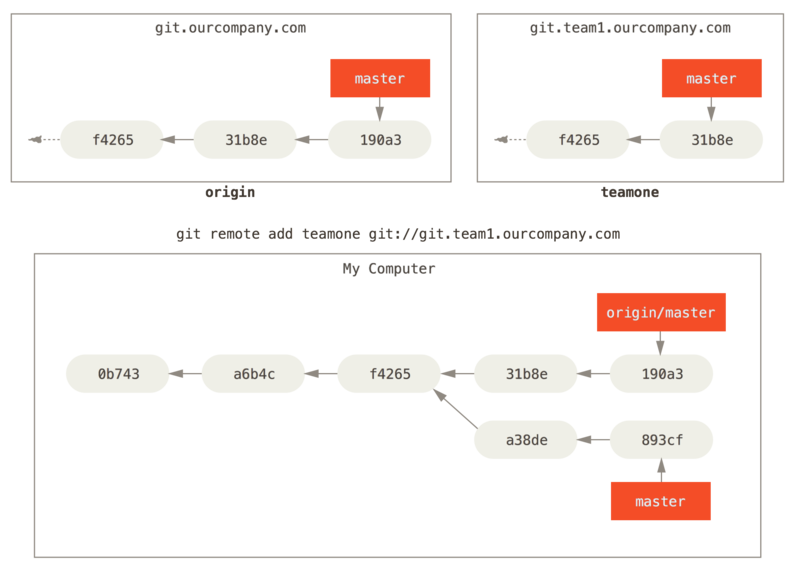 git.ourcompany.com
master
f4265
31b8e
190a3
origin
git.team1.ourcompany.com
master
f4265
31b8e
teamone
git remote add teamone git://git.team1.ourcompany.com
My Computer
origin/master
0b743
a6b4c
f4265
31b8e
190a3
a38de
893cf
master